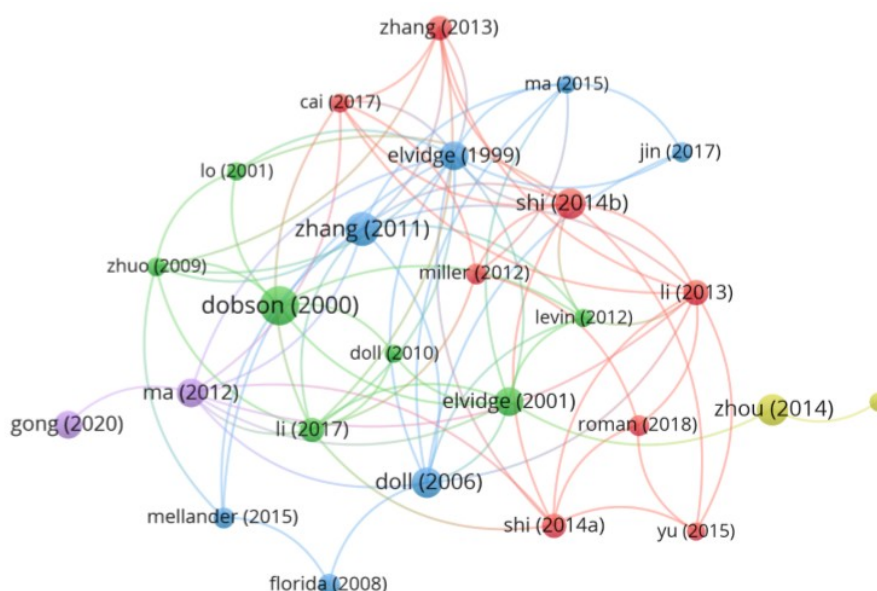 zhang (2013)
ma (2015)
cai (2017)
elvidge (1999)
jin (2017)
lo (2001)
shi (2014b)
zhang (2011)
zhuo (2009)
miller (2012)
li (2013)
dobson (2000)
levin (2012)
doll (2010)
ma (2012)
elvidge (2001)
zhou (2014)
gong (2020)
li (2017)
roman (2018)
doll (2006)
mellander (2015)
shi (2014a)
yu (2015)
florida (2008)